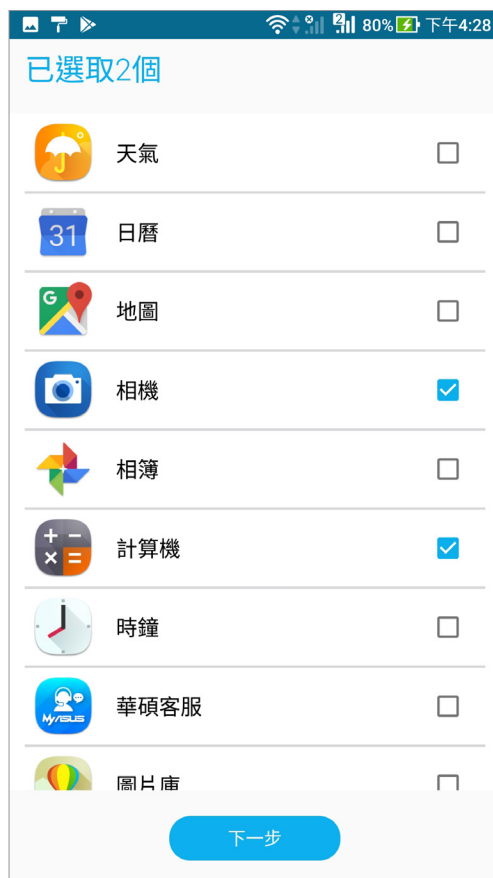 80% 下午4:28
已選取2個
天氣
31
日曆
G
地圖
相機
相簿
計算機
時鐘
MyASUS
華碩客服
圖片庫
下一步